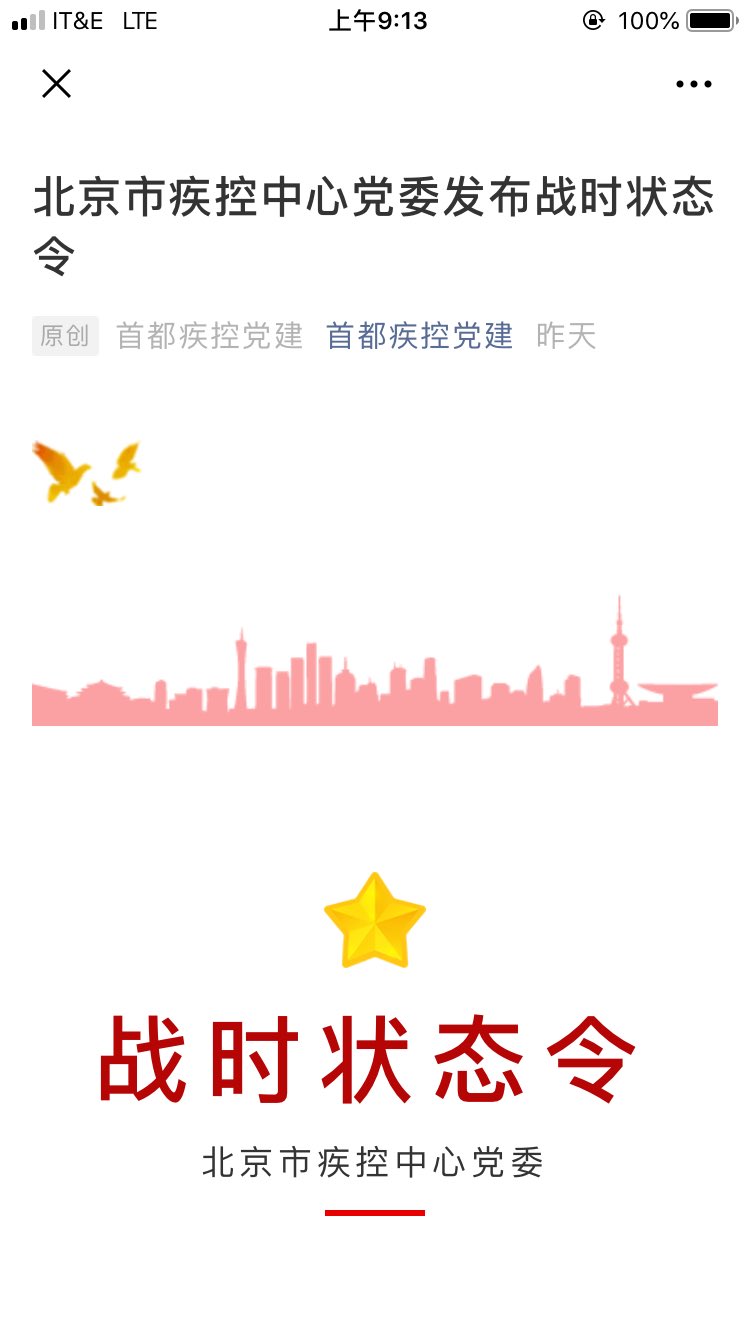 IT&E LTE 上午9:13 100%
北京市疾控中心党委发布战时状态
令
原创 首都疾控党建 首都疾控党建 昨天
战时状态令
北京市疾控中心党委